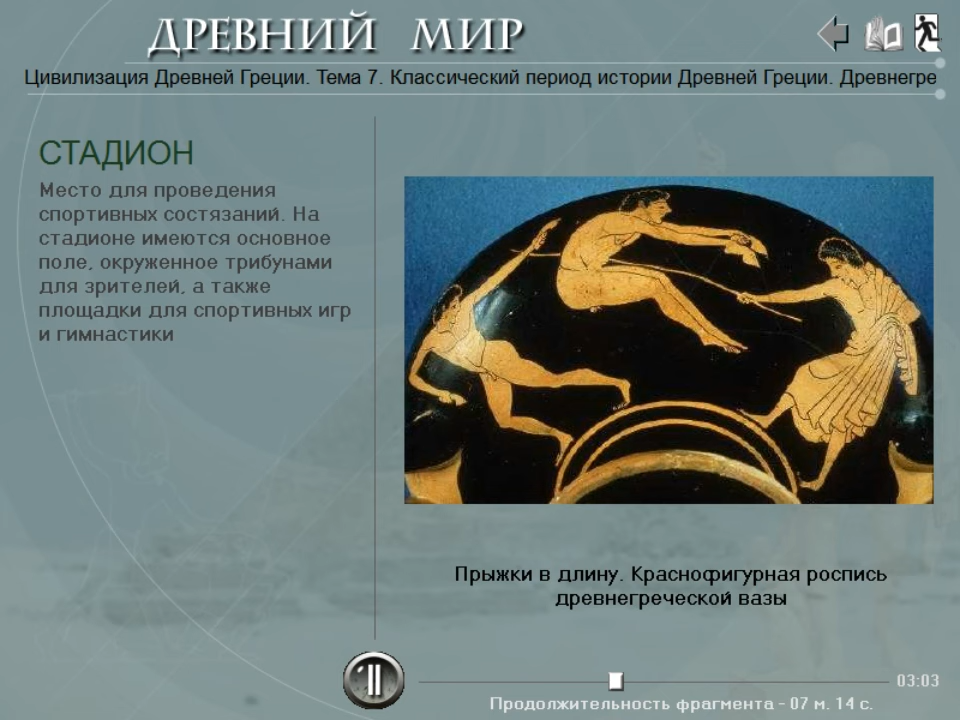 ДРЕВНИЙ МИР
Цивилизация Древней Греции. Тема 7. Классический период истории Древней Греции. Древнегре
СТАДИОН
Место для проведения
спортивных состязаний. На
стадионе имеются основное
поле, окруженное трибунами
для зрителей, а также
площадки для спортивных игр
и гимнастики
Прыжки в длину. Краснофигурная роспись
древнегреческой вазы
03:03
Продолжительность фрагмента - 07 м. 14 с.